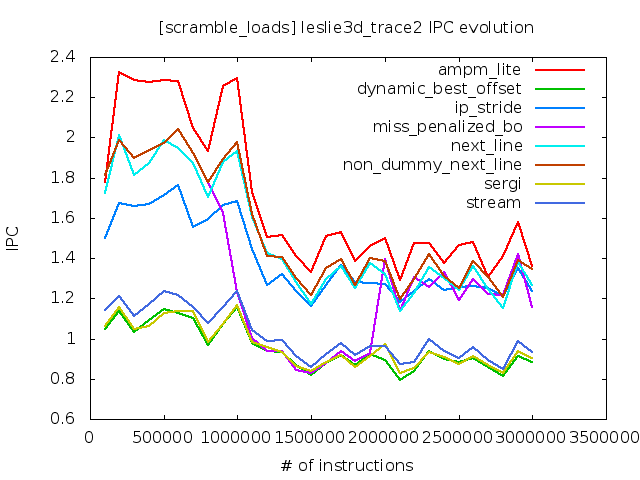 [scramble_loads] leslie3d_trace2 IPC evolution
2.4
2.2
2
1.8
1.6
1.4
1.2
1
0.8
0.6
IPC
ampm_lite
dynamic_best_offset
ip_stride
miss_penalized_bo
next_line
non_dummy_next_line
sergi
stream
0 500000 1000000 1500000 2000000 2500000 3000000 3500000
# of instructions